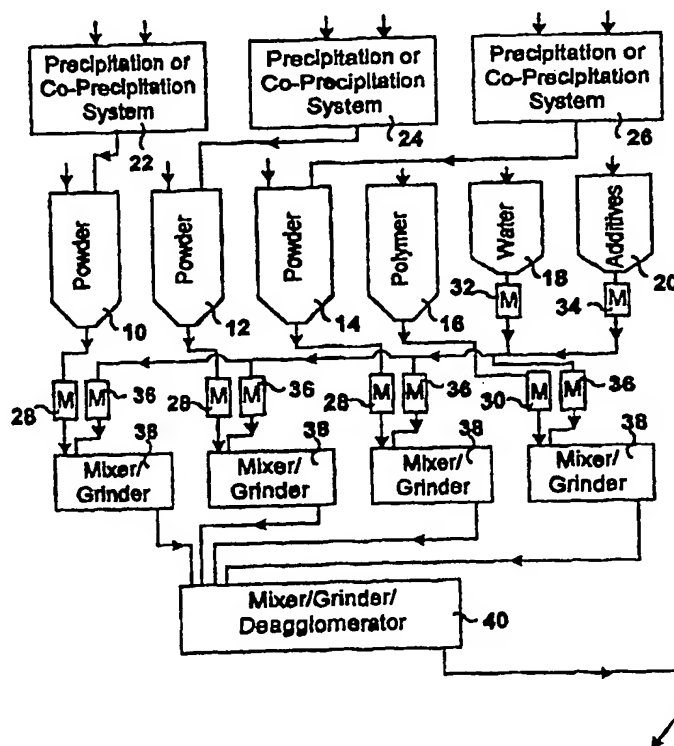 Precipitation or
Co-Precipitation
System
22
Precipitation or
Co-Precipitation
System
24
Precipitation or
Co-Precipitation
System
26
Powder
10
Powder
12
Powder
14
Polymer
16
Water
18
Additives
20
32
M
34
M
28
M
M
36
28
M
M
36
28
M
M
36
30
M
M
36
38
Mixer/
Grinder
38
Mixer/
Grinder
38
Mixer/
Grinder
38
Mixer/
Grinder
Mixer/Grinder/
Deagglomerator
40